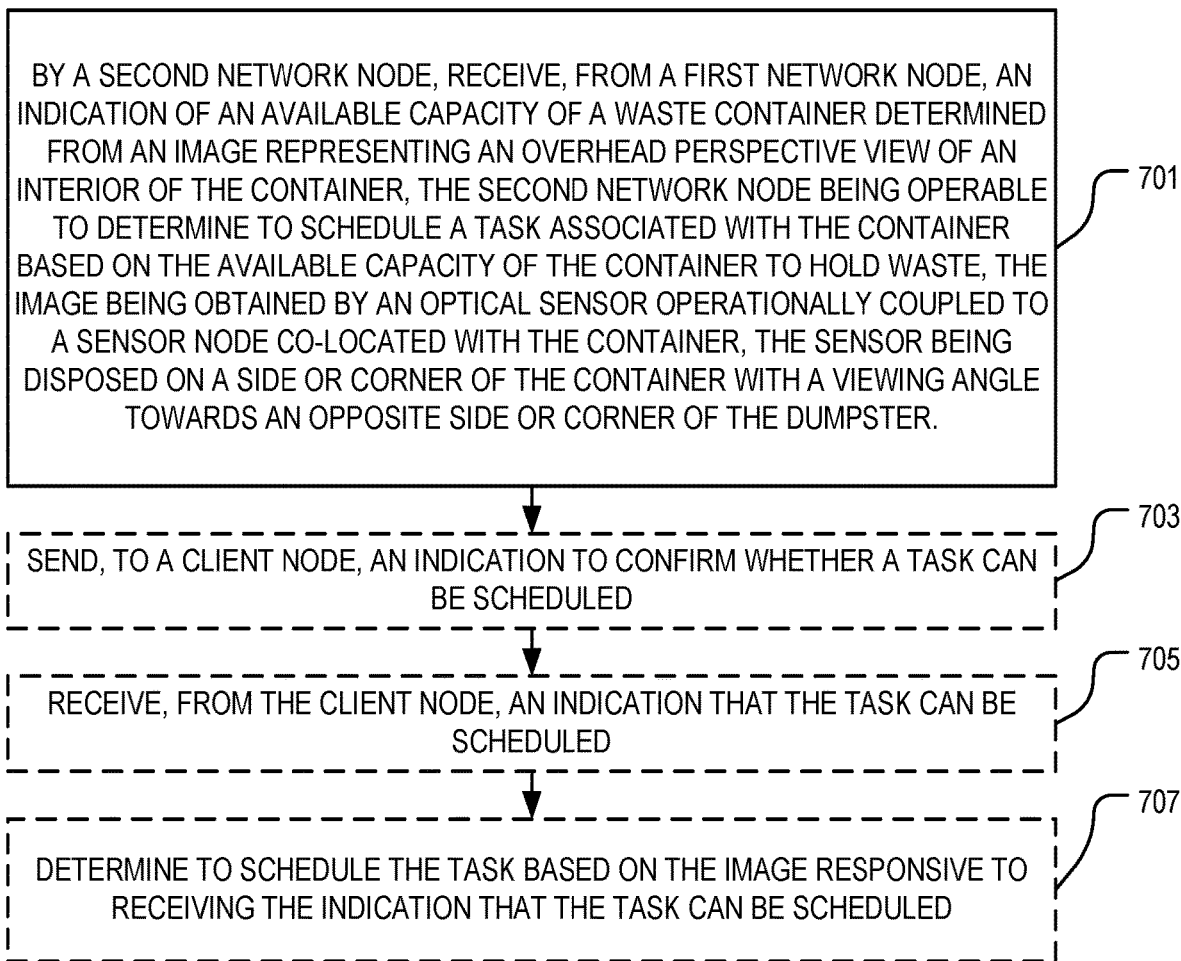 BY A SECOND NETWORK NODE, RECEIVE, FROM A FIRST NETWORK NODE, AN
INDICATION OF AN AVAILABLE CAPACITY OF A WASTE CONTAINER DETERMINED
FROM AN IMAGE REPRESENTING AN OVERHEAD PERSPECTIVE VIEW OF AN
INTERIOR OF THE CONTAINER, THE SECOND NETWORK NODE BEING OPERABLE
TO DETERMINE TO SCHEDULE A TASK ASSOCIATED WITH THE CONTAINER
BASED ON THE AVAILABLE CAPACITY OF THE CONTAINER TO HOLD WASTE, THE
IMAGE BEING OBTAINED BY AN OPTICAL SENSOR OPERATIONALLY COUPLED TO
A SENSOR NODE CO-LOCATED WITH THE CONTAINER, THE SENSOR BEING
DISPOSED ON A SIDE OR CORNER OF THE CONTAINER WITH A VIEWING ANGLE
TOWARDS AN OPPOSITE SIDE OR CORNER OF THE DUMPSTER.
701
SEND, TO A CLIENT NODE, AN INDICATION TO CONFIRM WHETHER A TASK CAN
BE SCHEDULED
703
RECEIVE, FROM THE CLIENT NODE, AN INDICATION THAT THE TASK CAN BE
SCHEDULED
705
DETERMINE TO SCHEDULE THE TASK BASED ON THE IMAGE RESPONSIVE TO
RECEIVING THE INDICATION THAT THE TASK CAN BE SCHEDULED
707